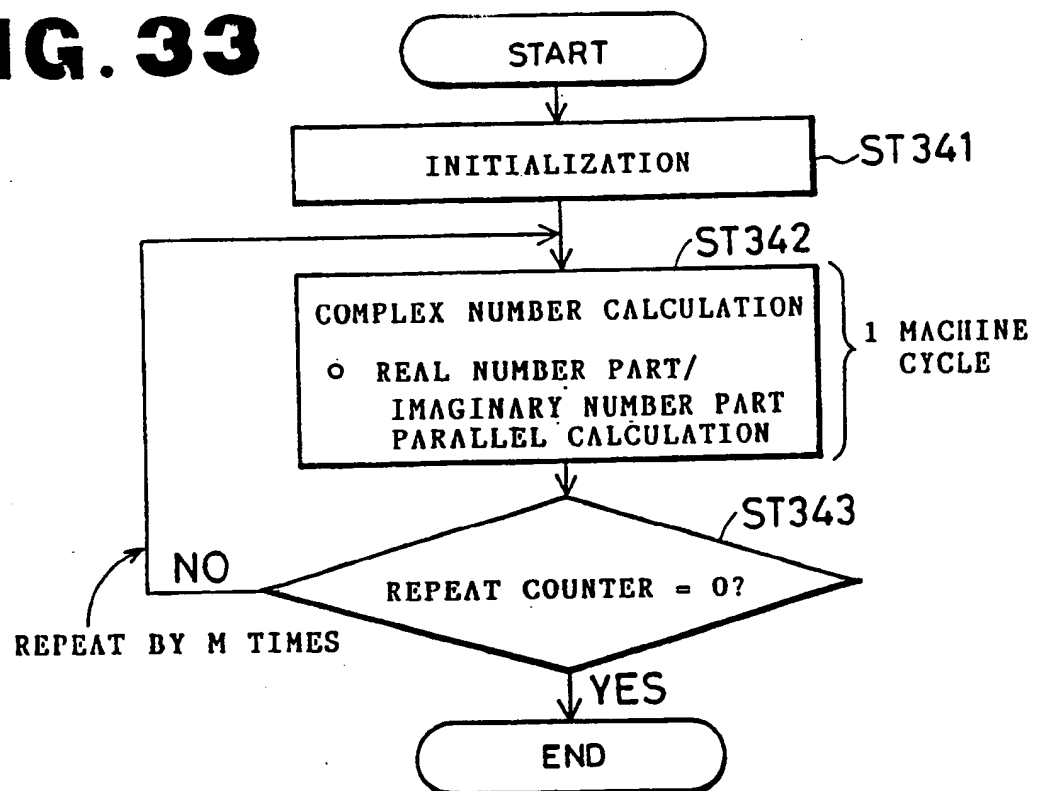 IG. 33
START
INITIALIZATION
ST341
ST342
COMPLEX NUMBER CALCULATION
○ REAL NUMBER PART/
IMAGINARY NUMBER PART
PARALLEL CALCULATION
1 MACHINE
CYCLE
ST343
REPEAT COUNTER = 0?
NO
REPEAT BY M TIMES
YES
END